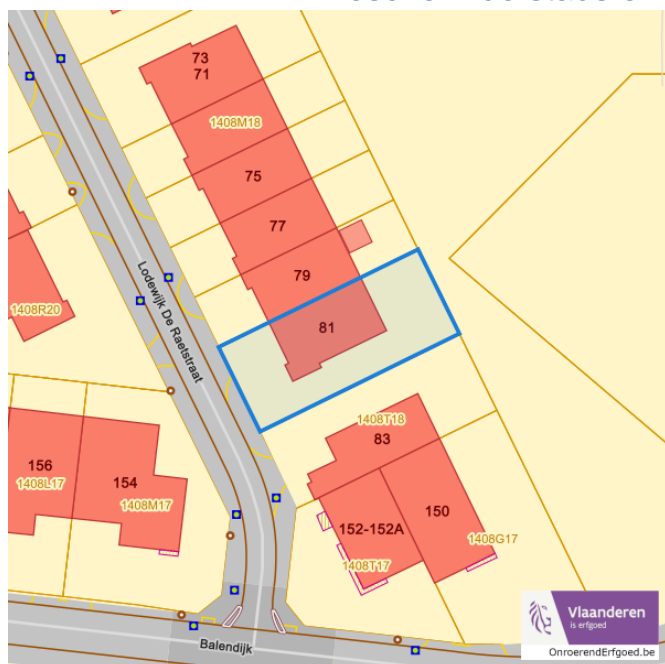 73
71
1408M18
75
77
79
81
Lodewijk De Raetstraat
1408R20
1408T18
83
156
1408L17
154
1408M17
152-152A
150
1408G17
1408T17
Balendijk
Vlaanderen
is erfgoed
OnroerendErfgoed.be